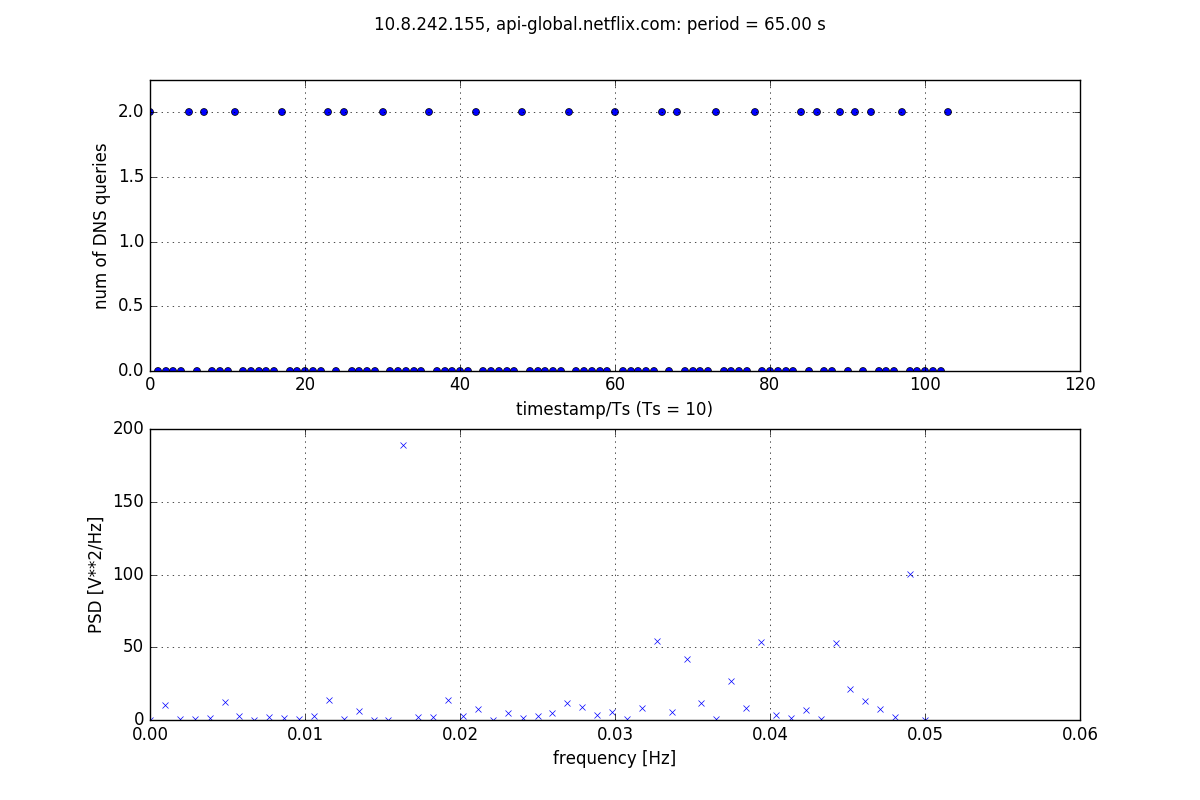 10.8.242.155, api-global.netflix.com: period = 65.00 s
2.0
1.5
1.0
0.5
0.0
num of DNS queries
0 20 40 60 80 100 120
timestamp/Ts (Ts = 10)
200
150
100
50
0
PSD [V**2/Hz]
0.00 0.01 0.02 0.03 0.04 0.05 0.06
frequency [Hz]